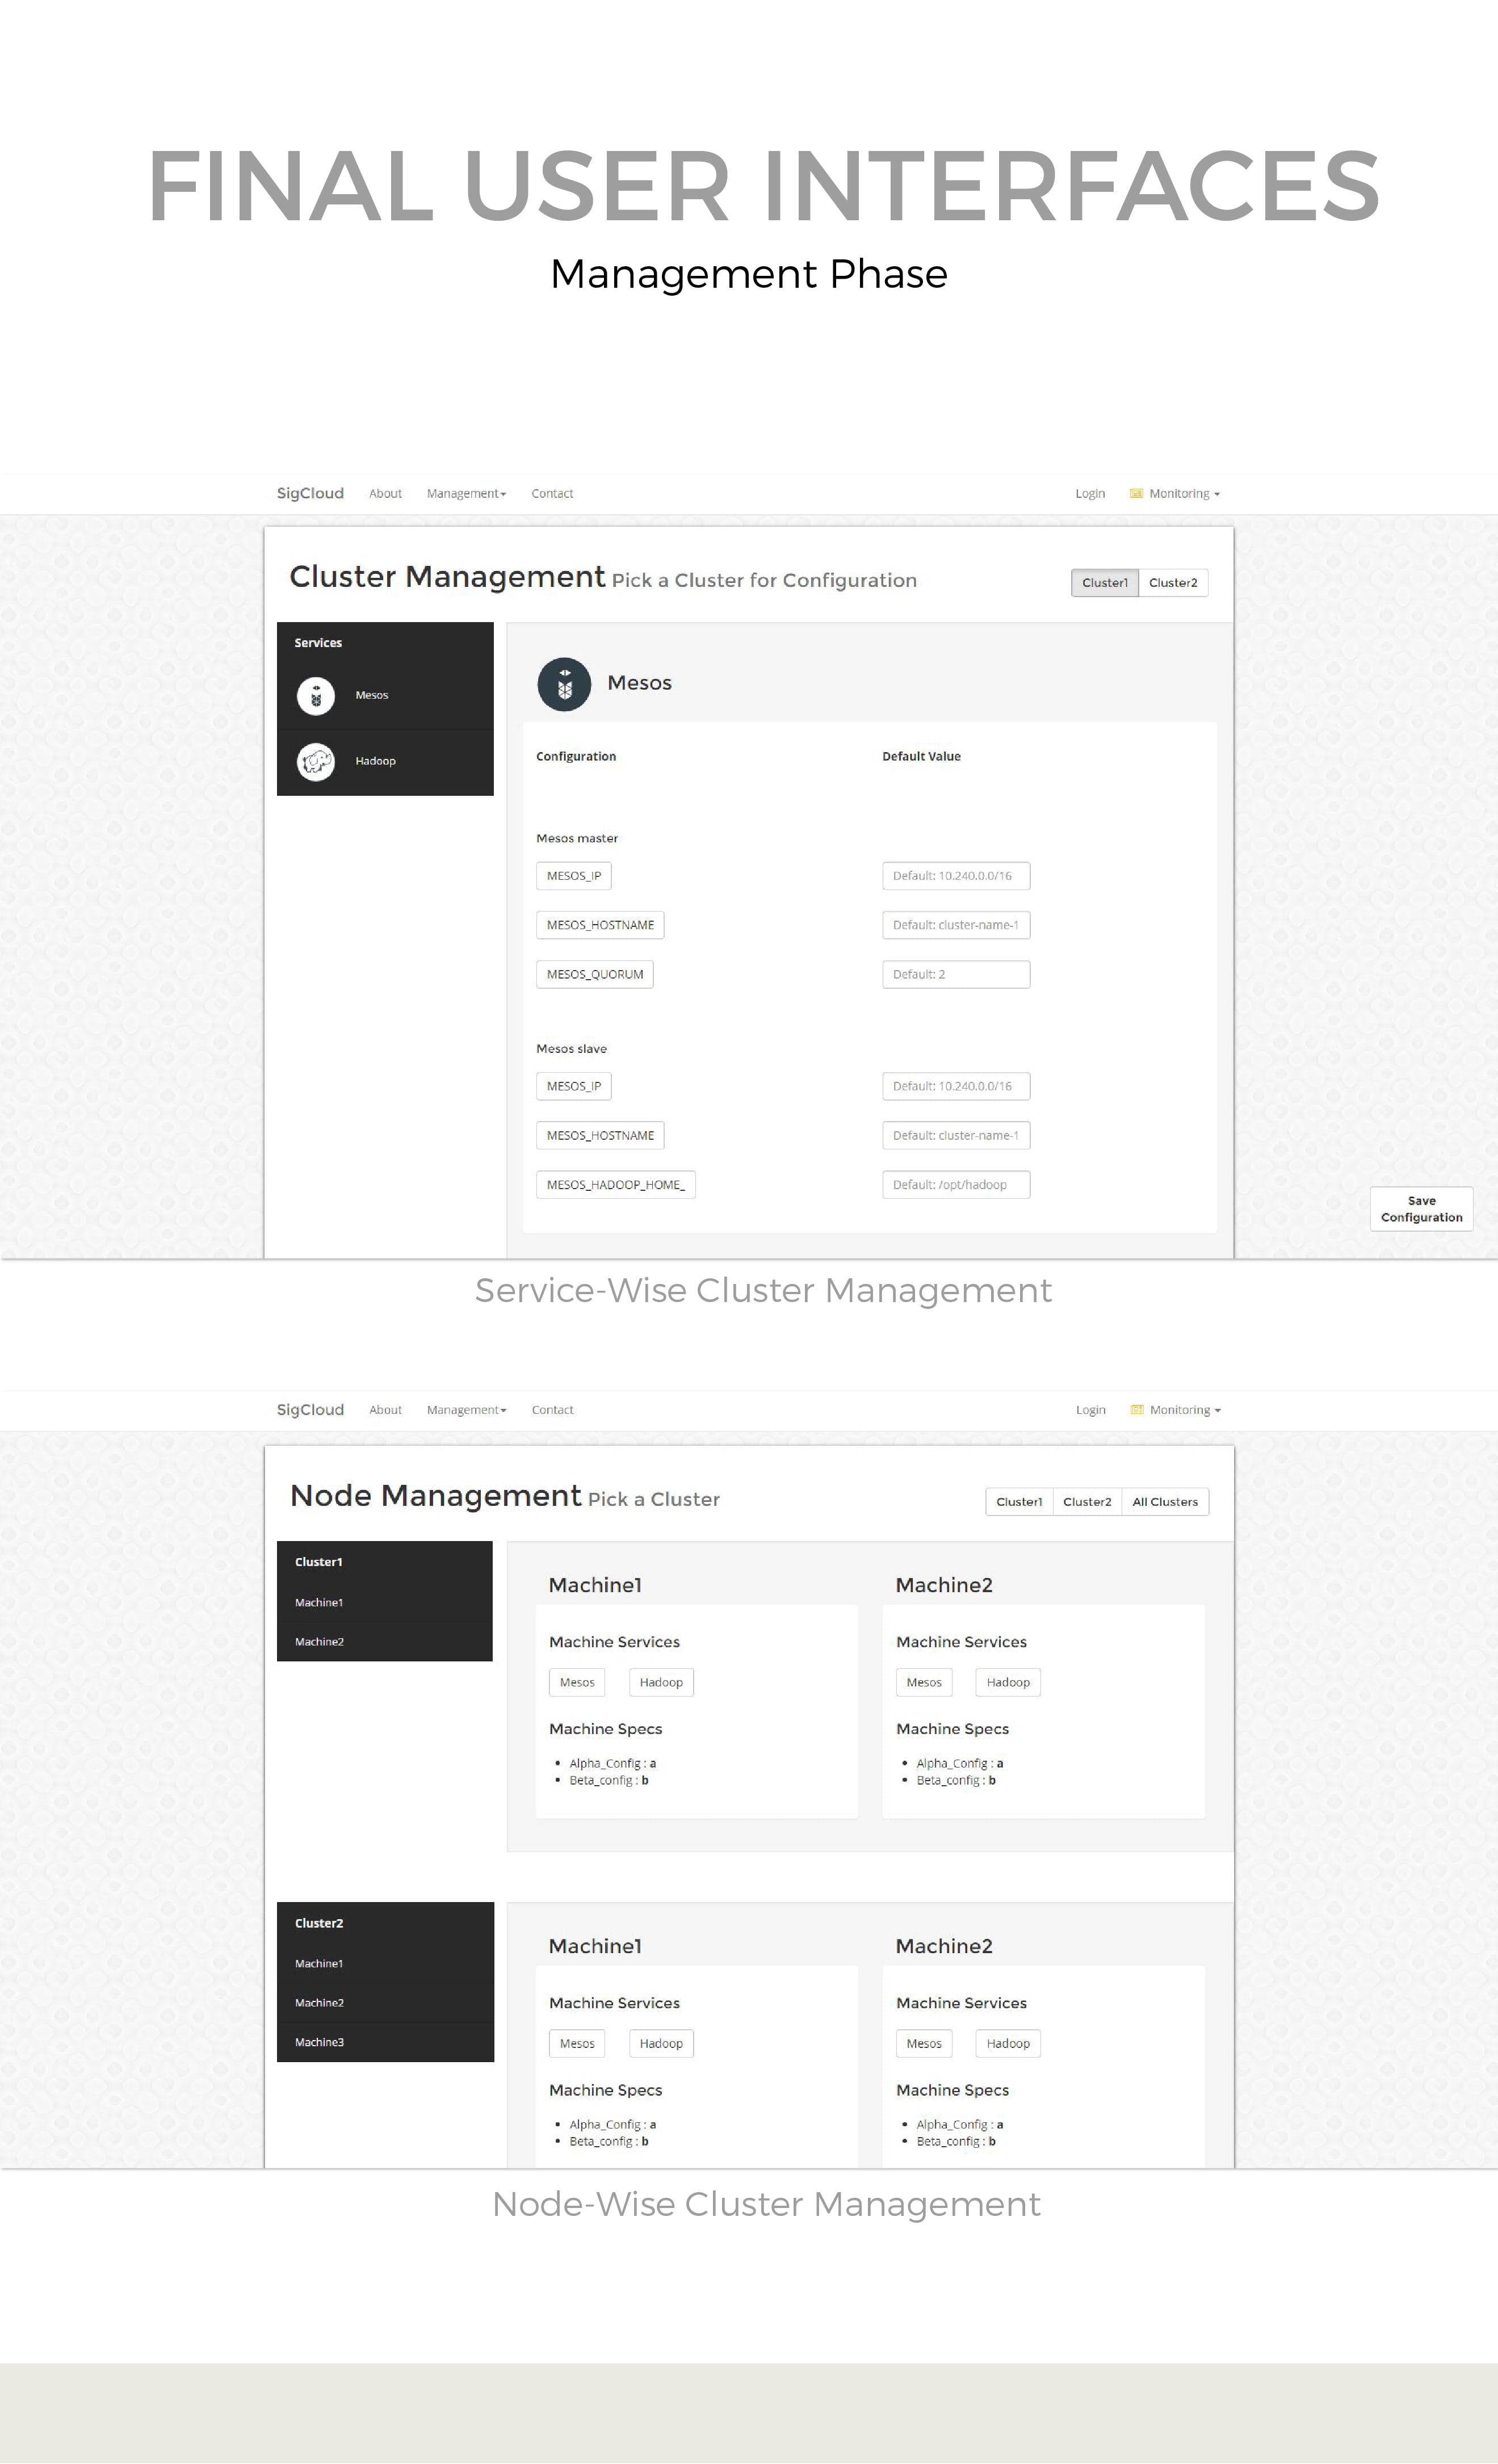 FINAL USER INTERFACES
Management Phase
SigCloud About Management Contact Login Monitoring
Cluster Management Pick a Cluster for Configuration Cluster1 Cluster2
Services
Mesos
Hadoop
Mesos
Configuration Default Value
Mesos master
MESOS_IP Default: 10.240.0.0/16
MESOS_HOSTNAME Default: cluster-name-1
MESOS_QUORUM Default: 2
Mesos slave
MESOS_IP Default: 10.240.0.0/16
MESOS_HOSTNAME Default: cluster-name-1
MESOS_HADOOP_HOME_ Default: /opt/hadoop
Save
Configuration
Service-Wise Cluster Management
SigCloud About Management Contact Login Monitoring
Node Management Pick a Cluster Cluster1 Cluster2 All Clusters
Cluster1
Machine1
Machine2
Machine1 Machine2
Machine Services Machine Services
Mesos Hadoop Mesos Hadoop
Machine Specs Machine Specs
• Alpha_Config : a • Alpha_Config : a
• Beta_config : b • Beta_config : b
Cluster2
Machine1
Machine2
Machine3
Machine1 Machine2
Machine Services Machine Services
Mesos Hadoop Mesos Hadoop
Machine Specs Machine Specs
• Alpha_Config : a • Alpha_Config : a
• Beta_config : b • Beta_config : b
Node-Wise Cluster Management